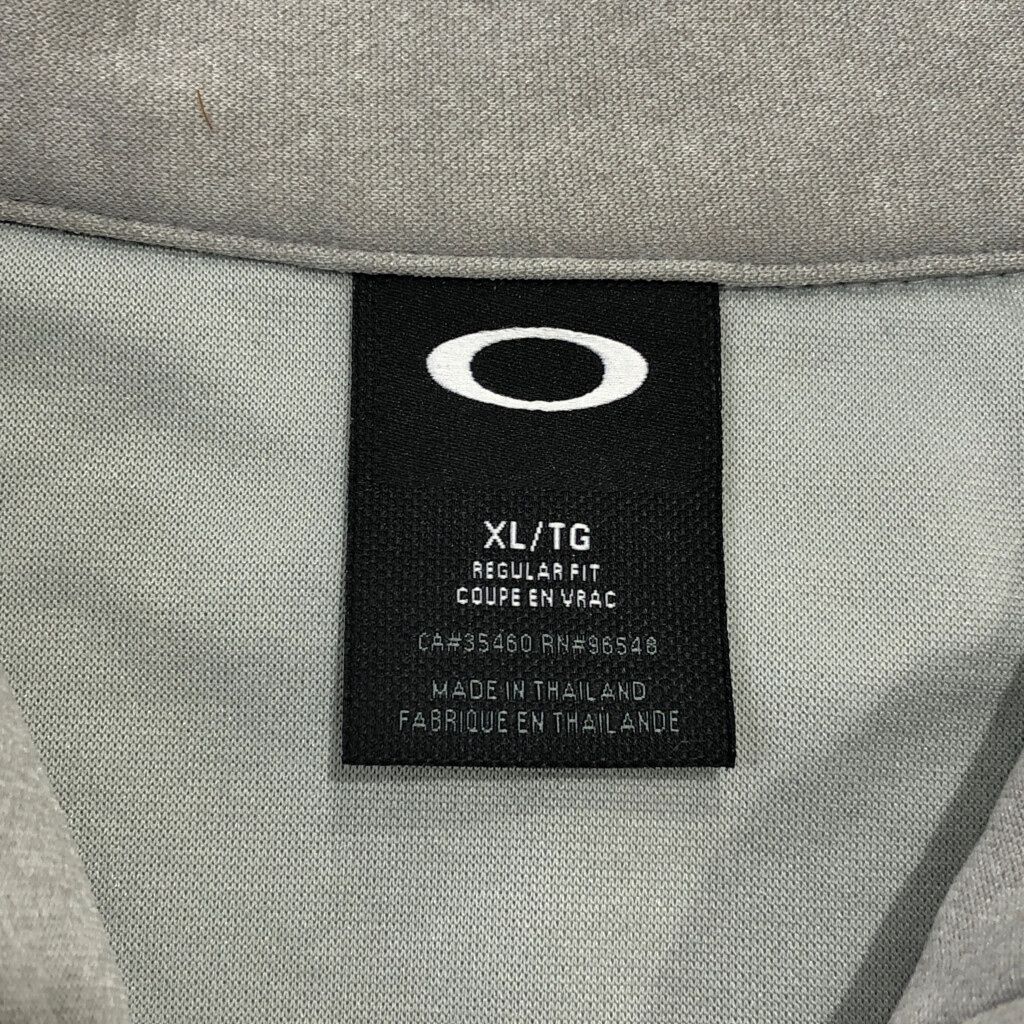 XL/TG
REGULAR FIT
COUPE EN VRAC
CA#35460 RN#96548
MADE IN THAILAND
FABRIQUE EN THAILANDE